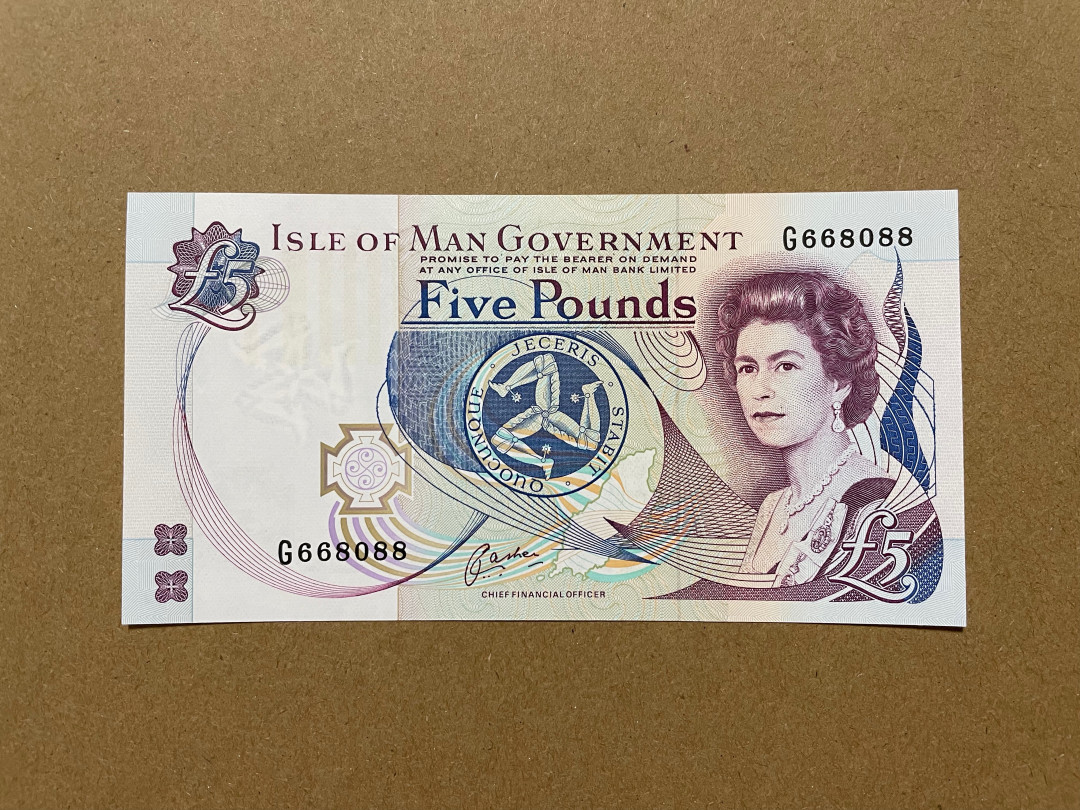 £5
ISLE OF MAN GOVERNMENT
G668088
PROMISE TO PAY THE BEARER ON DEMAND
AT ANY OFFICE OF ISLE OF MAN BANK LIMITED
Five Pounds
QUOCUNQUE JECERIS STABIT
G668088
CHIEF FINANCIAL OFFICER
£5